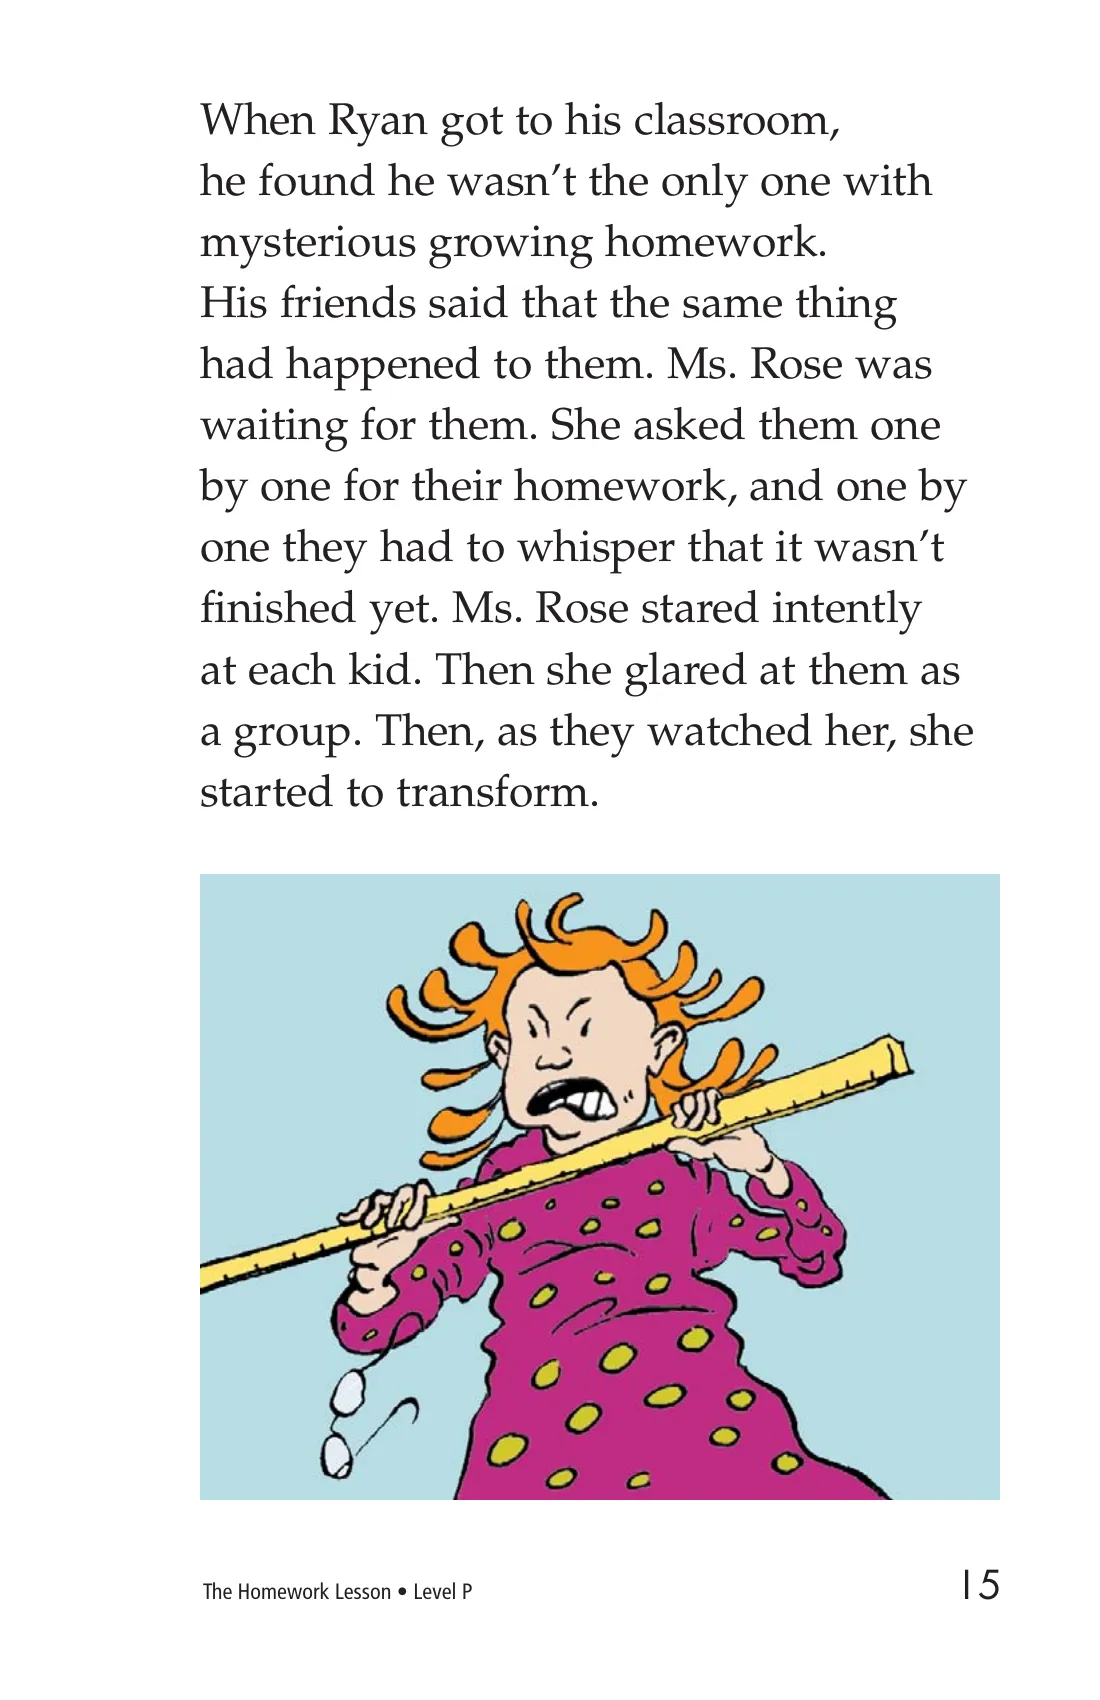 When Ryan got to his classroom,
he found he wasn’t the only one with
mysterious growing homework.
His friends said that the same thing
had happened to them. Ms. Rose was
waiting for them. She asked them one
by one for their homework, and one by
one they had to whisper that it wasn’t
finished yet. Ms. Rose stared intently
at each kid. Then she glared at them as
a group. Then, as they watched her, she
started to transform.
The Homework Lesson • Level P
15